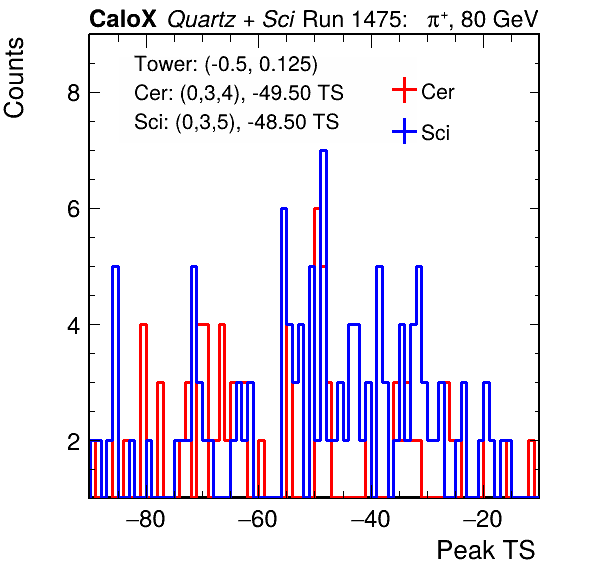 CaloX Quartz + Sci Run 1475: π⁺, 80 GeV
Counts
Tower: (-0.5, 0.125)
Cer: (0,3,4), -49.50 TS
Sci: (0,3,5), -48.50 TS
Cer
Sci
8
6
4
2
−80 −60 −40 −20
Peak TS